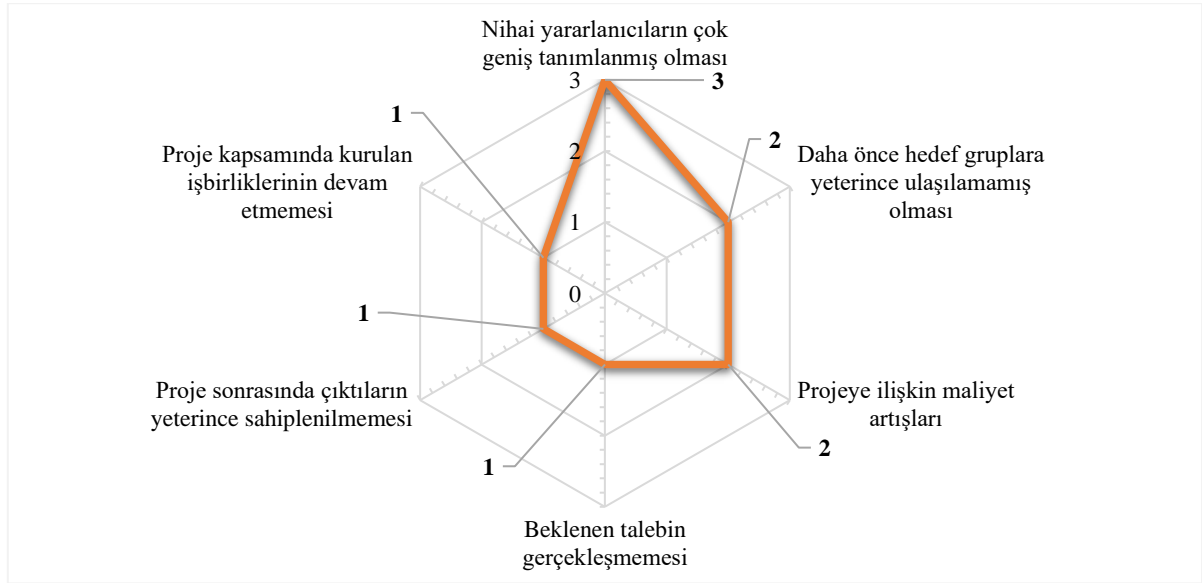 Nihai yararlanıcıların çok
geniş tanımlanmış olması
3
3
1
2
Proje kapsamında kurulan
işbirliklerinin devam
etmemesi
2
Daha önce hedef gruplara
yeterince ulaşılamamış
olması
1
0
1
Proje sonrasında çıktıların
yeterince sahiplenilmemesi
Projeye ilişkin maliyet
artışları
2
1
Beklenen talebin
gerçekleşmemesi